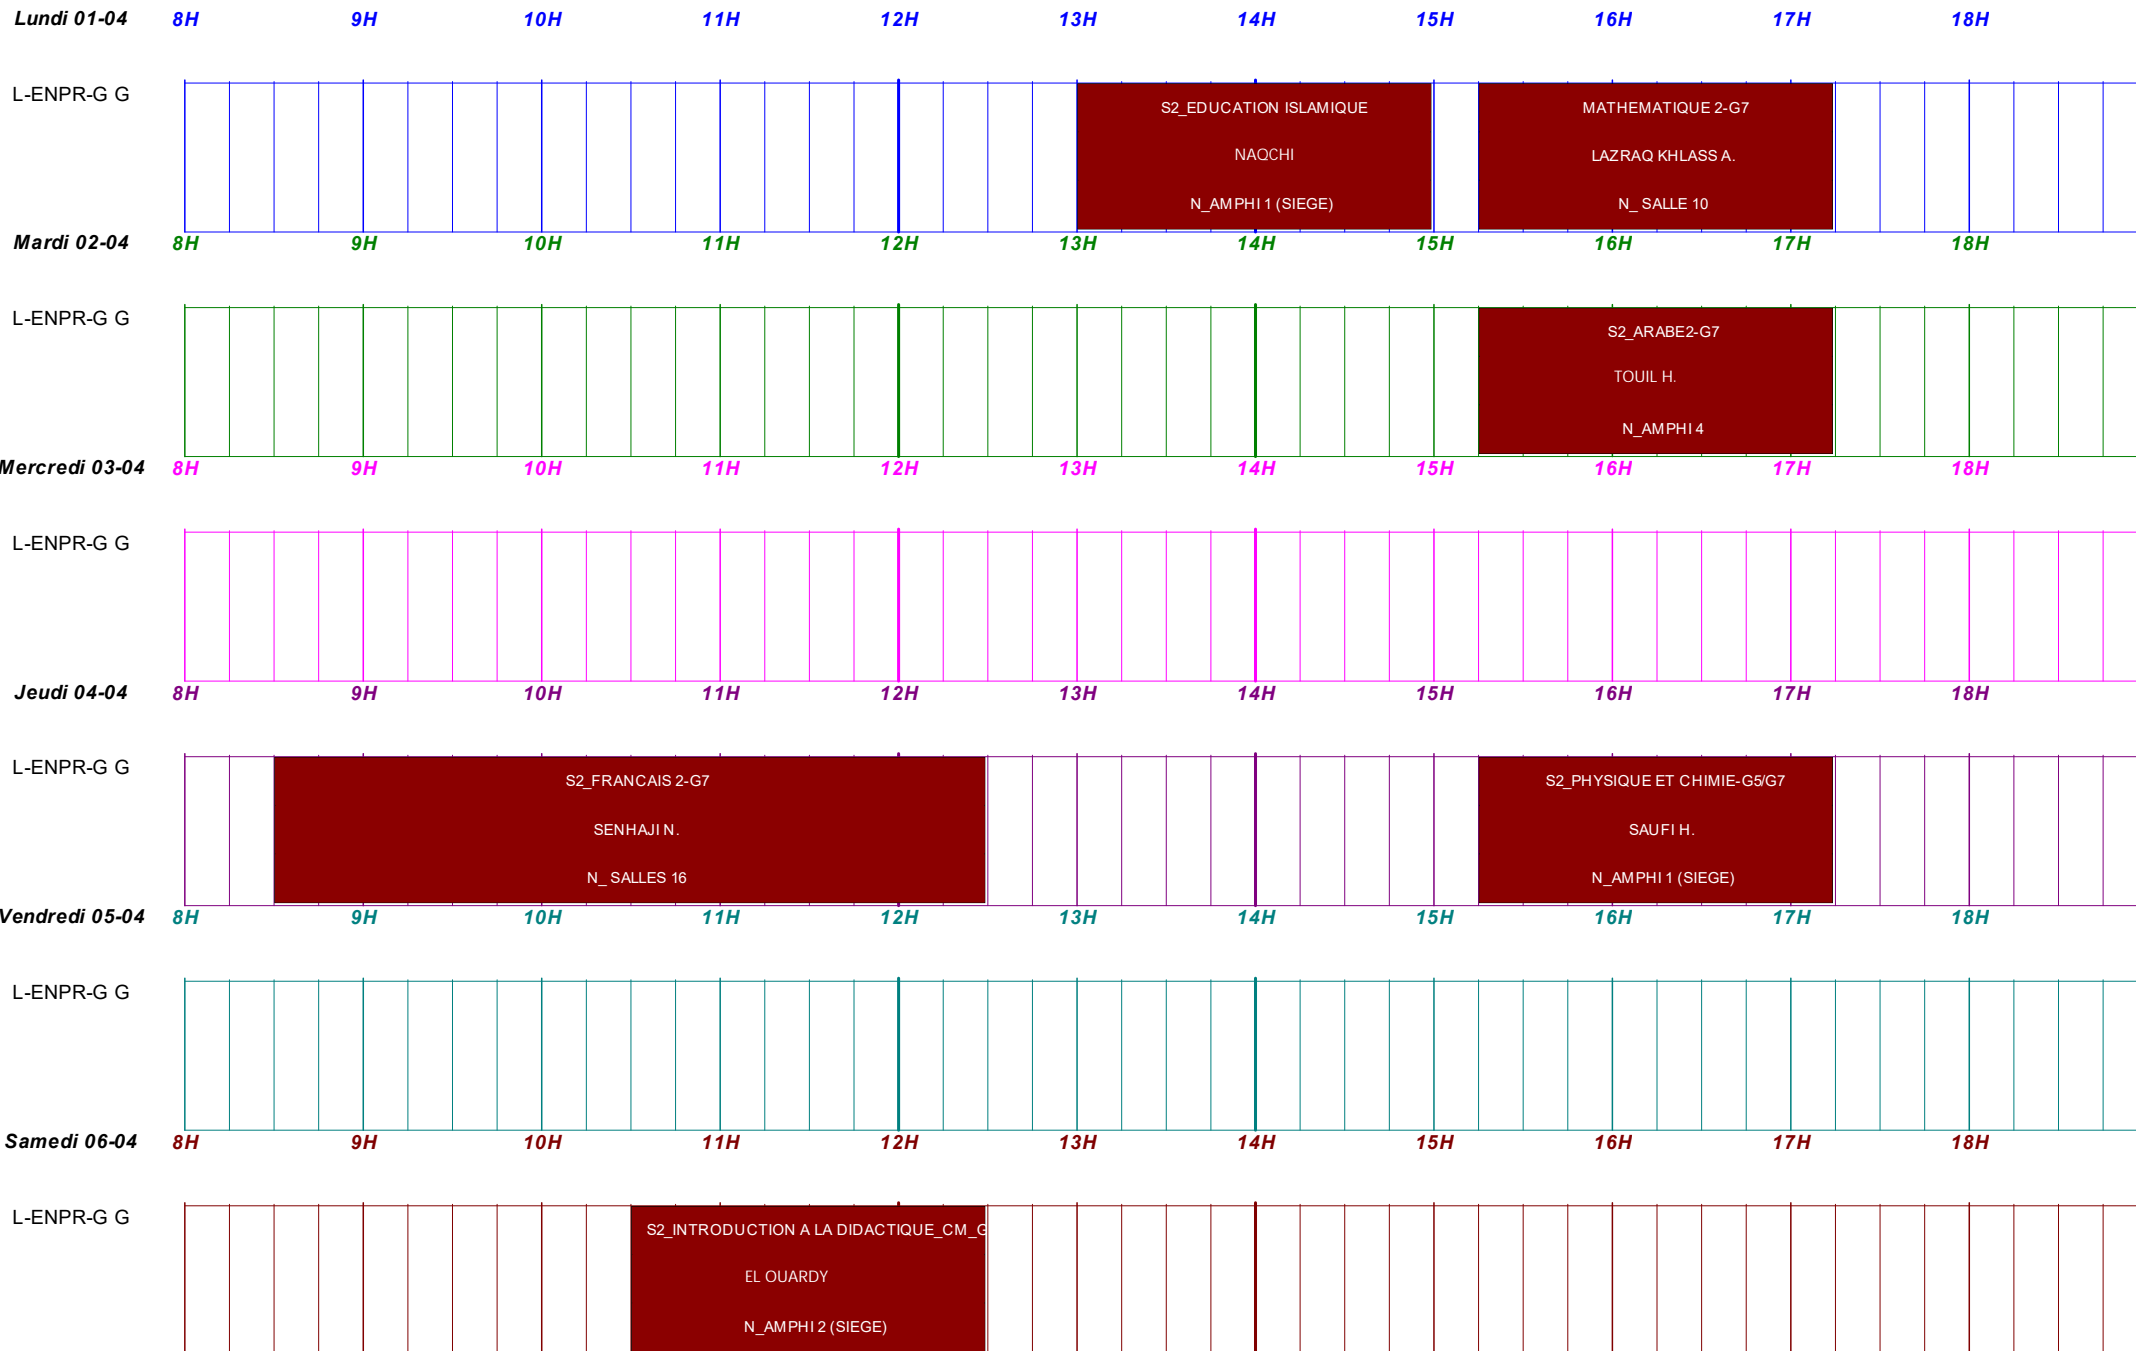 Lundi 01-04 8H 9H 10H 11H 12H 13H 14H 15H 16H 17H 18H
L-ENPR-G G
S2_EDUCATION ISLAMIQUE
NAQCHI
N_AMPHI 1 (SIEGE)
MATHEMATIQUE 2-G7
LAZRAQ KHLASS A.
N_ SALLE 10
Mardi 02-04 8H 9H 10H 11H 12H 13H 14H 15H 16H 17H 18H
L-ENPR-G G
S2_ARABE2-G7
TOUIL H.
N_AMPHI 4
Mercredi 03-04 8H 9H 10H 11H 12H 13H 14H 15H 16H 17H 18H
L-ENPR-G G
Jeudi 04-04 8H 9H 10H 11H 12H 13H 14H 15H 16H 17H 18H
L-ENPR-G G
S2_FRANCAIS 2-G7
SENHAJI N.
N_ SALLES 16
S2_PHYSIQUE ET CHIMIE-G5/G7
SAUFI H.
N_AMPHI 1 (SIEGE)
Vendredi 05-04 8H 9H 10H 11H 12H 13H 14H 15H 16H 17H 18H
L-ENPR-G G
Samedi 06-04 8H 9H 10H 11H 12H 13H 14H 15H 16H 17H 18H
L-ENPR-G G
S2_INTRODUCTION A LA DIDACTIQUE_CM_G
EL OUARDY
N_AMPHI 2 (SIEGE)